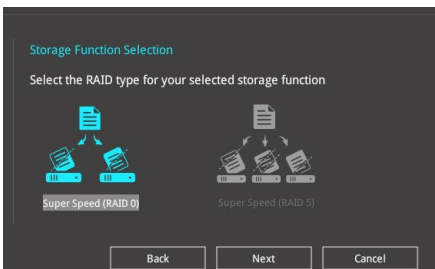 Storage Function Selection
Select the RAID type for your selected storage function
Super Speed (RAID 0)
Super Speed (RAID 5)
Back
Next
Cancel